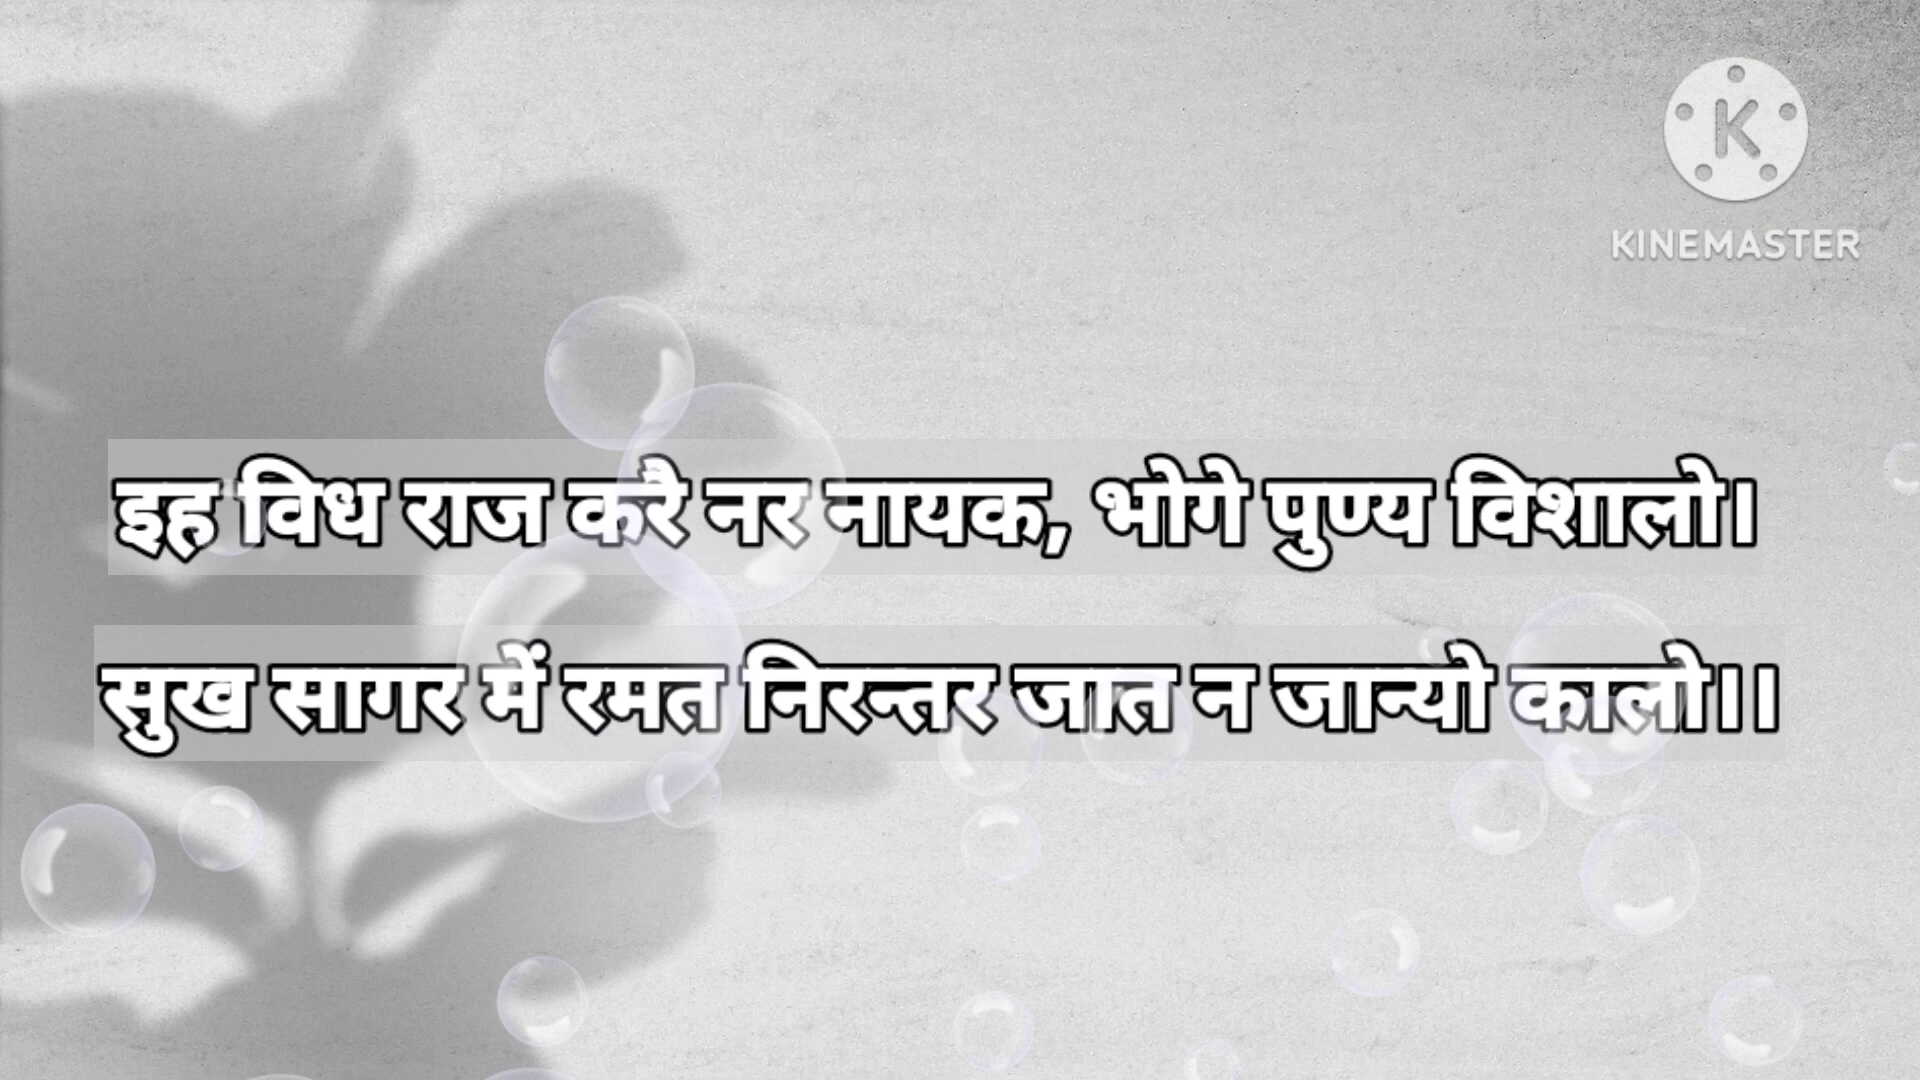 K
KINEMASTER
इह विध राज करै नर नायक, भोगे पुण्य विशालो।
सुख सागर में रमत निरन्तर जात न जान्यो कालो।।